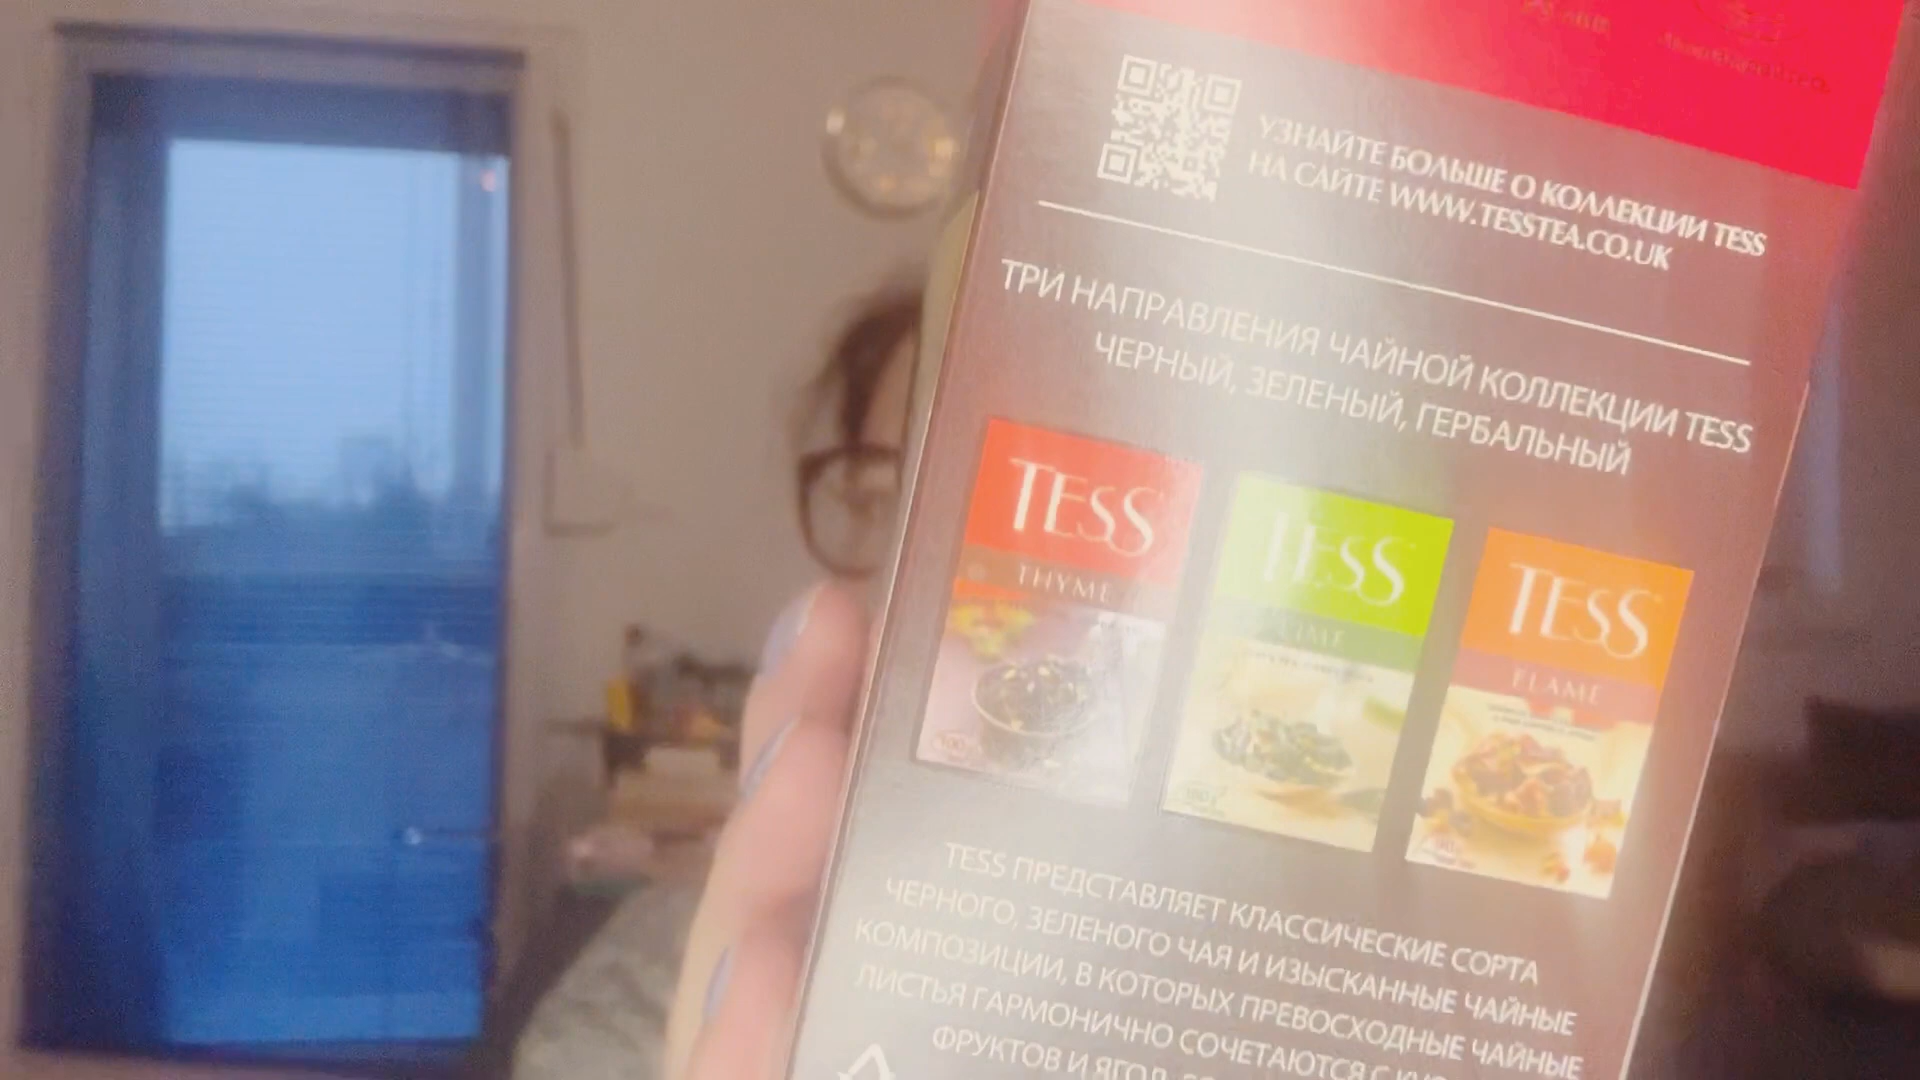 УЗНАЙТЕ БОЛЬШЕ О КОЛЛЕКЦИИ TESS
НА САЙТЕ WWW.TESSTEA.CO.UK
ТРИ НАПРАВЛЕНИЯ ЧАЙНОЙ КОЛЛЕКЦИИ TESS
ЧЕРНЫЙ, ЗЕЛЕНЫЙ, ГЕРБАЛЬНЫЙ
TESS
THYME
TESS
LIME
TESS
FLAME
TESS ПРЕДСТАВЛЯЕТ КЛАССИЧЕСКИЕ СОРТА
ЧЕРНОГО, ЗЕЛЕНОГО ЧАЯ И ИЗЫСКАННЫЕ ЧАЙНЫЕ
КОМПОЗИЦИИ, В КОТОРЫХ ПРЕВОСХОДНЫЕ ЧАЙНЫЕ
ЛИСТЬЯ ГАРМОНИЧНО СОЧЕТАЮТСЯ С
ФРУКТОВ И ЯГОД